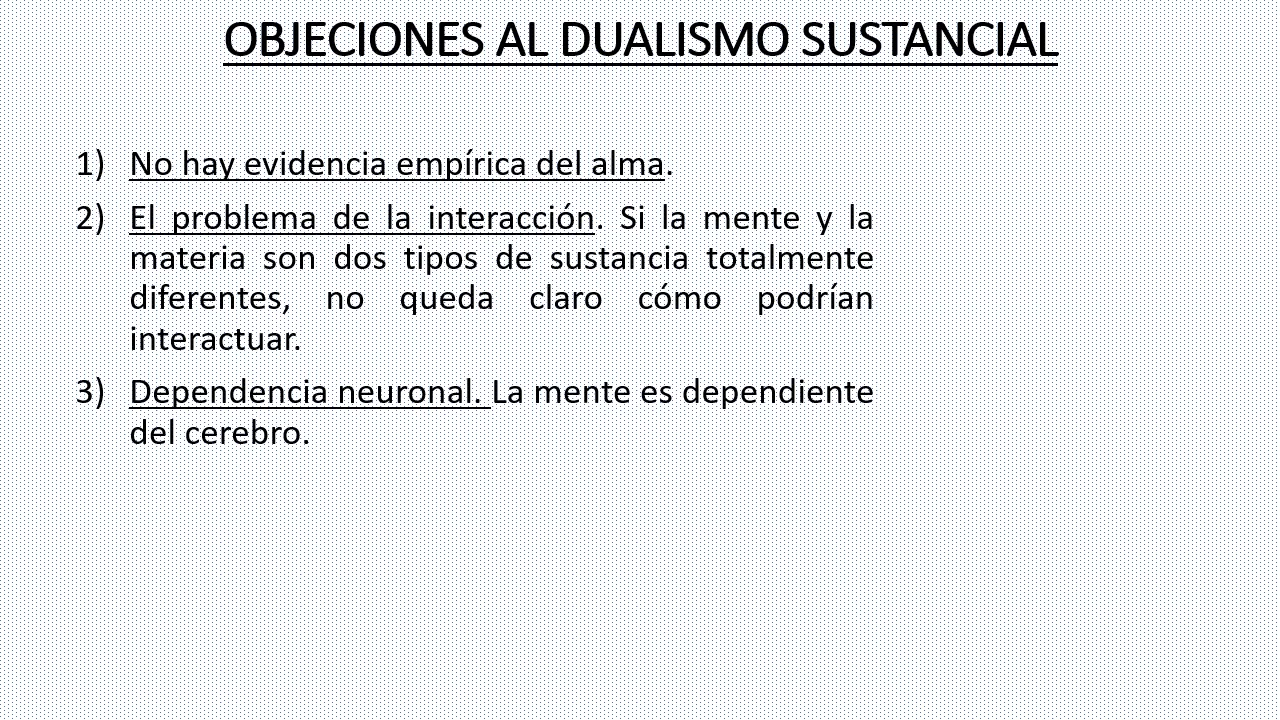 OBJECIONES AL DUALISMO SUSTANCIAL
1) No hay evidencia empírica del alma.
2) El problema de la interacción. Si la mente y la
materia son dos tipos de sustancia totalmente
diferentes, no queda claro cómo podrían
interactuar.
3) Dependencia neuronal. La mente es dependiente
del cerebro.